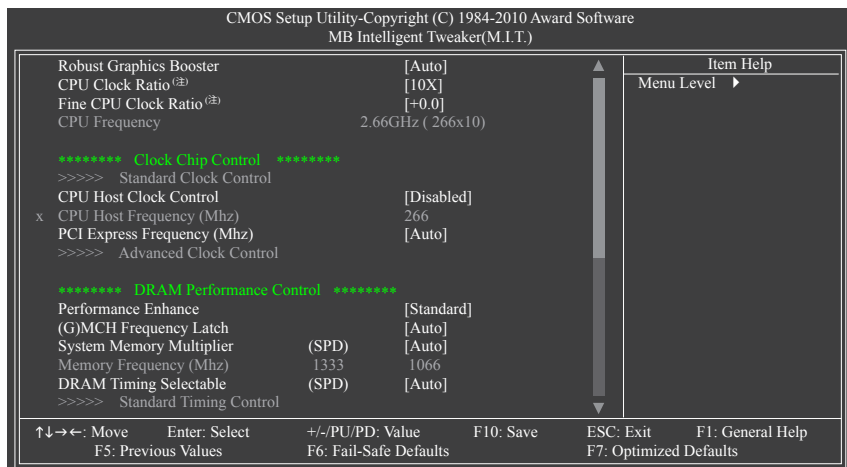 CMOS Setup Utility-Copyright (C) 1984-2010 Award Software
MB Intelligent Tweaker(M.I.T.)
Robust Graphics Booster [Auto]
CPU Clock Ratio (注) [10X]
Fine CPU Clock Ratio (注) [+0.0]
CPU Frequency 2.66GHz ( 266x10)
******** Clock Chip Control ********
>>>>> Standard Clock Control
CPU Host Clock Control [Disabled]
x CPU Host Frequency (Mhz) 266
PCI Express Frequency (Mhz) [Auto]
>>>>> Advanced Clock Control
******** DRAM Performance Control ********
Performance Enhance [Standard]
(G)MCH Frequency Latch [Auto]
System Memory Multiplier (SPD) [Auto]
Memory Frequency (Mhz) 1333 1066
DRAM Timing Selectable (SPD) [Auto]
>>>>> Standard Timing Control
Item Help
Menu Level ▶
↑↓→←: Move Enter: Select +/-/PU/PD: Value F10: Save ESC: Exit F1: General Help
F5: Previous Values F6: Fail-Safe Defaults F7: Optimized Defaults